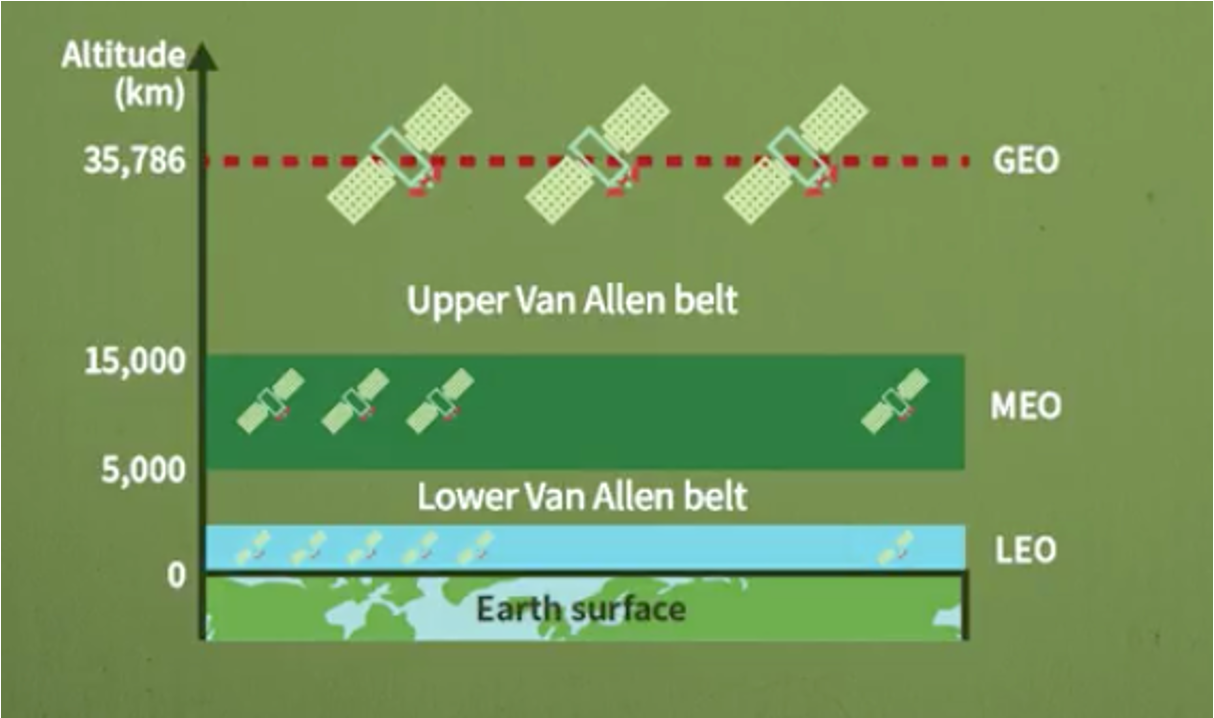 Altitude
(km)
35,786
GEO
Upper Van Allen belt
15,000
MEO
5,000
Lower Van Allen belt
LEO
0
Earth surface